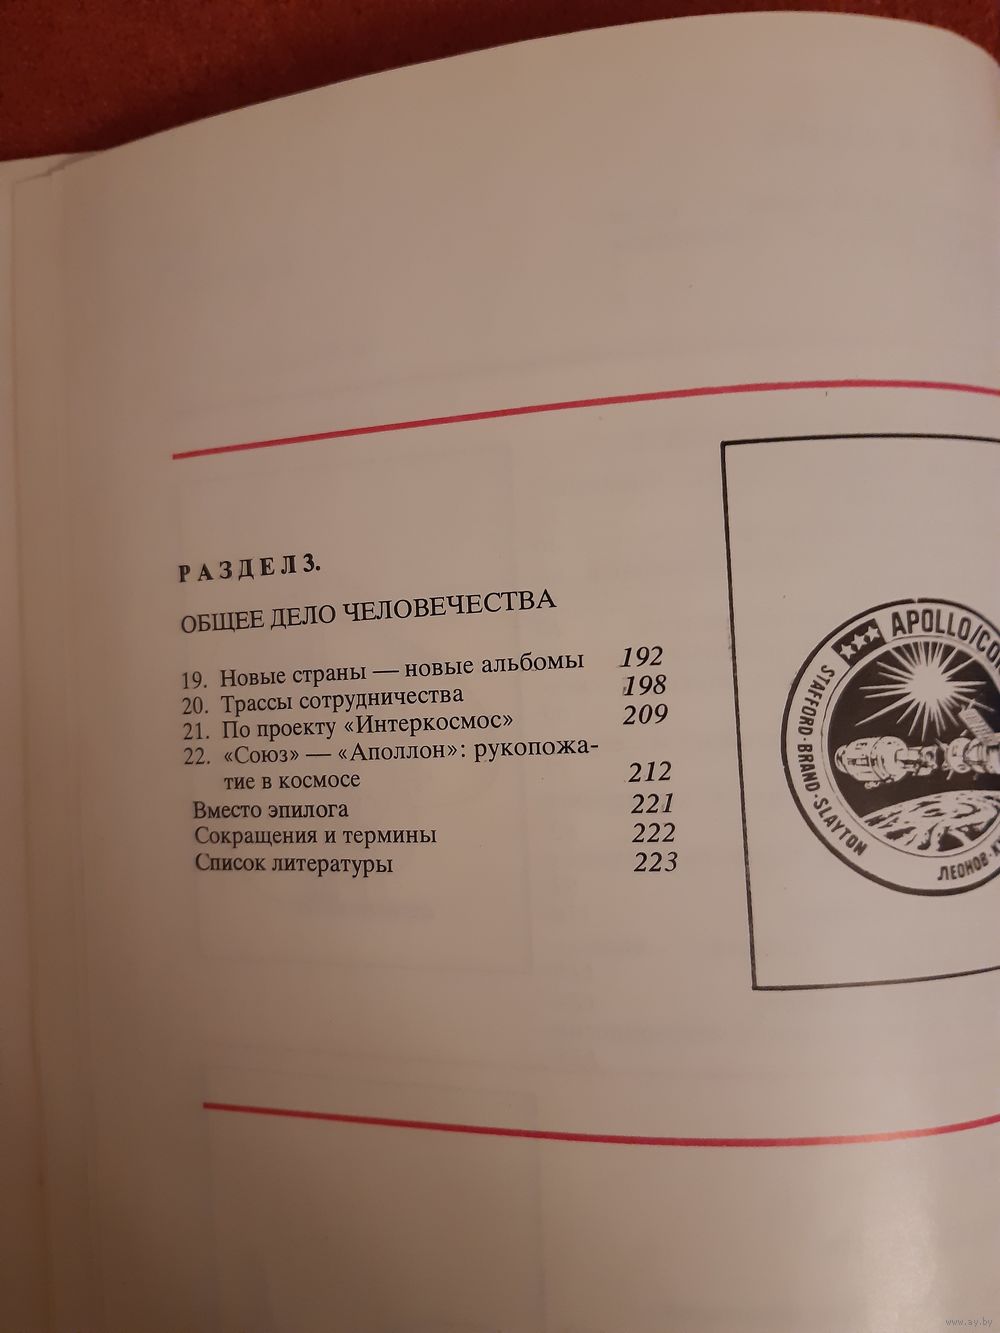 РАЗДЕЛ 3.
ОБЩЕЕ ДЕЛО ЧЕЛОВЕЧЕСТВА
19. Новые страны — новые альбомы 192
20. Трассы сотрудничества 198
21. По проекту «Интеркосмос» 209
22. «Союз» — «Аполлон»: рукопожа-
тие в космосе 212
Вместо эпилога 221
Сокращения и термины 222
Список литературы 223
APOLLO/
STAFFORD·BRAND·SLAYTON
ЛЕОНОВ·
www.ay.by